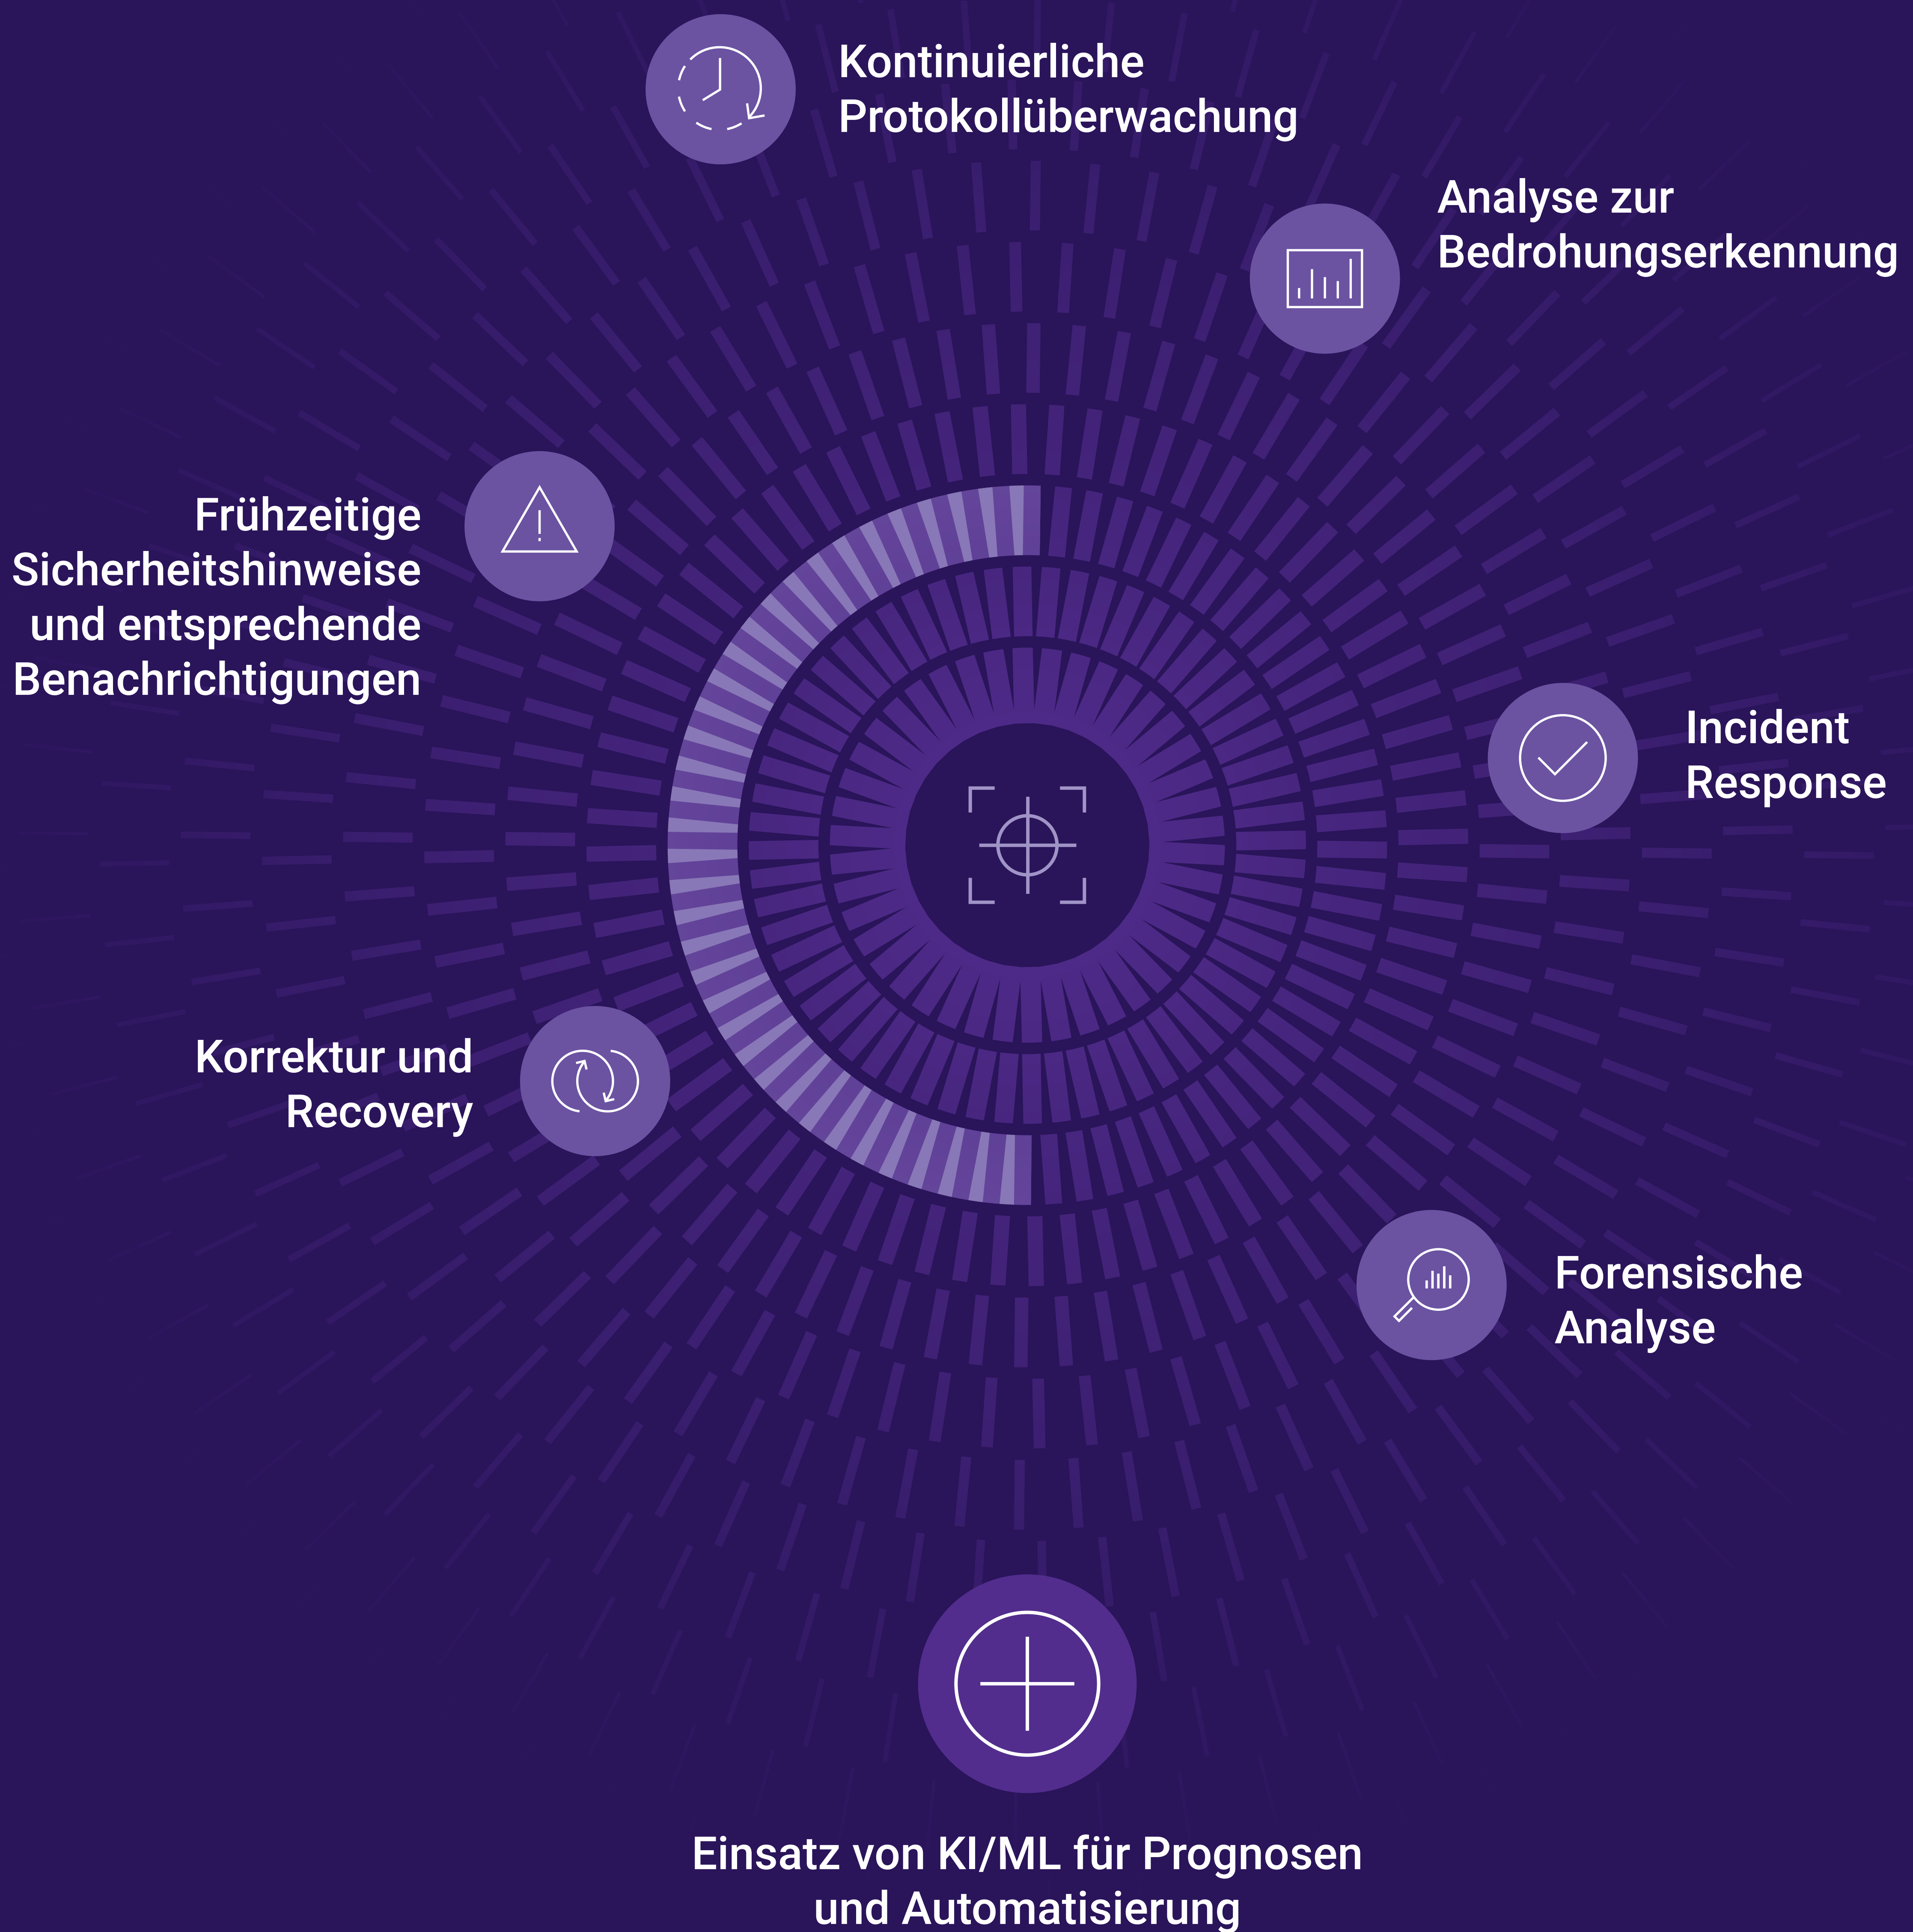 Kontinuierliche
Protokollüberwachung
Analyse zur
Bedrohungserkennung
Frühzeitige
Sicherheitshinweise
und entsprechende
Benachrichtigungen
Incident
Response
Korrektur und
Recovery
Forensische
Analyse
Einsatz von KI/ML für Prognosen
und Automatisierung